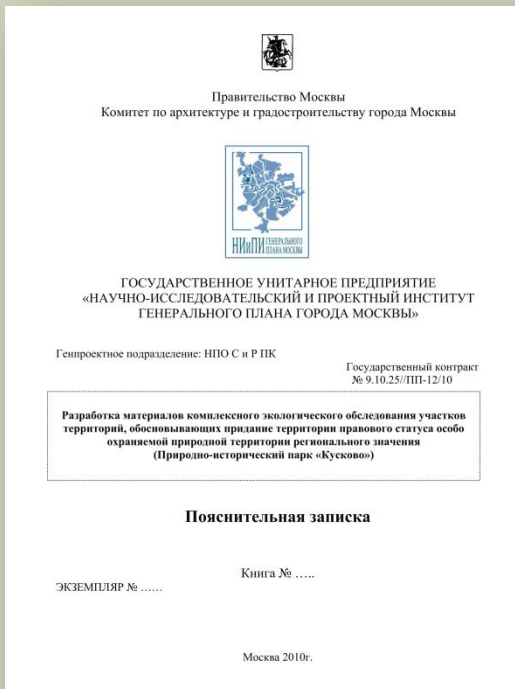 Правительство Москвы
Комитет по архитектуре и градостроительству города Москвы
НИиПИ ГЕНЕРАЛЬНОГО
ПЛАНА МОСКВЫ
ГОСУДАРСТВЕННОЕ УНИТАРНОЕ ПРЕДПРИЯТИЕ
«НАУЧНО-ИССЛЕДОВАТЕЛЬСКИЙ И ПРОЕКТНЫЙ ИНСТИТУТ
ГЕНЕРАЛЬНОГО ПЛАНА ГОРОДА МОСКВЫ»
Генпроектное подразделение: НПО С и Р ПК
Государственный контракт
№ 9.10.25//ПП-12/10
Разработка материалов комплексного экологического обследования участков
территорий, обосновывающих придание территории правового статуса особо
охраняемой природной территории регионального значения
(Природно-исторический парк «Кусково»)
Пояснительная записка
Книга № …..
ЭКЗЕМПЛЯР № ……
Москва 2010г.